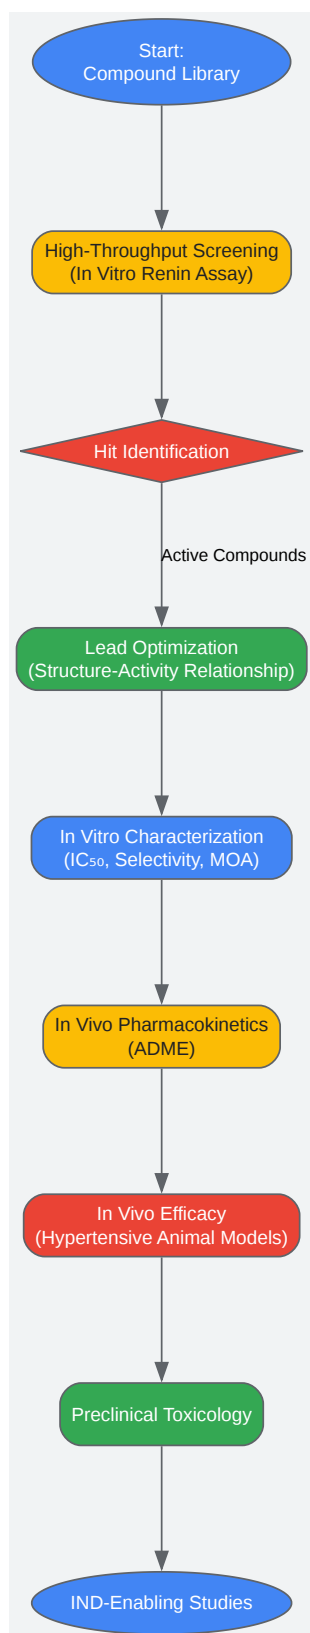 Start:
Compound Library
High-Throughput Screening
(In Vitro Renin Assay)
Hit Identification
Active Compounds
Lead Optimization
(Structure-Activity Relationship)
In Vitro Characterization
(IC₅₀, Selectivity, MOA)
In Vivo Pharmacokinetics
(ADME)
In Vivo Efficacy
(Hypertensive Animal Models)
Preclinical Toxicology
IND-Enabling Studies